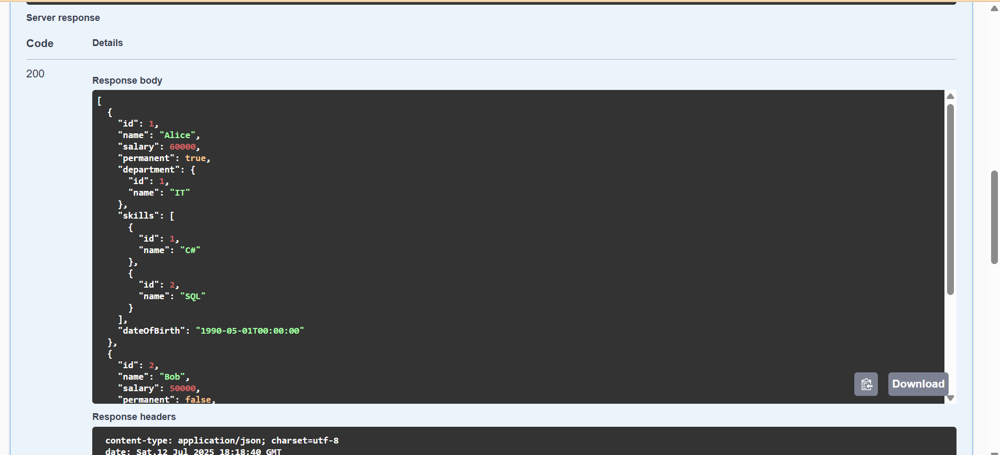 Server response
Code Details
200
Response body
[
  {
    "id": 1,
    "name": "Alice",
    "salary": 60000,
    "permanent": true,
    "department": {
      "id": 1,
      "name": "IT"
    },
    "skills": [
      {
        "id": 1,
        "name": "C#"
      },
      {
        "id": 2,
        "name": "SQL"
      }
    ],
    "dateOfBirth": "1990-05-01T00:00:00"
  },
  {
    "id": 2,
    "name": "Bob",
    "salary": 50000,
    "permanent": false,
Download
Response headers
content-type: application/json; charset=utf-8
date: Sat,12 Jul 2025 18:18:40 GMT